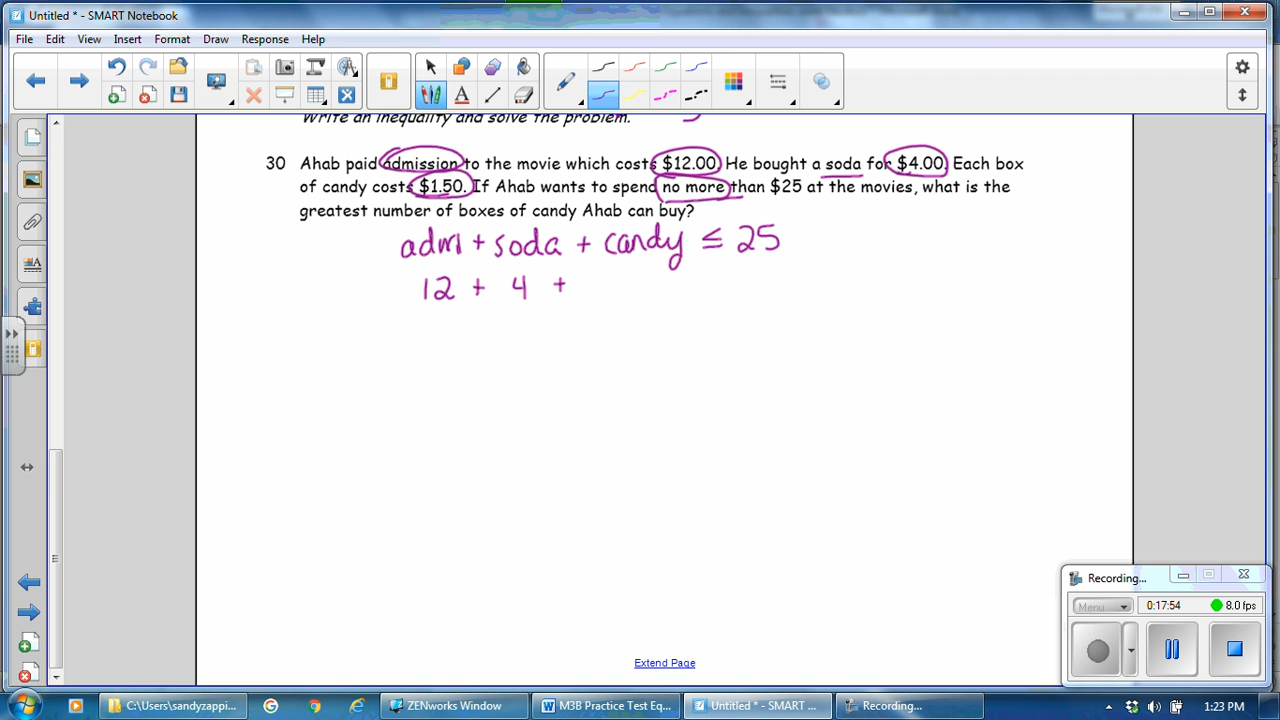 Untitled * - SMART Notebook
File Edit View Insert Format Draw Response Help
Write an inequality and solve the problem.
30 Ahab paid admission to the movie which costs $12.00. He bought a soda for $4.00. Each box
of candy costs $1.50. If Ahab wants to spend no more than $25 at the movies, what is the
greatest number of boxes of candy Ahab can buy?
admi + soda + candy ≤ 25
12 + 4 +
Extend Page
Recording...
Menu 0:17:54 8.0 fps
C:\Users\sandyzappi... ZENworks Window M3B Practice Test Eq... Untitled * - SMART ... Recording... 1:23 PM